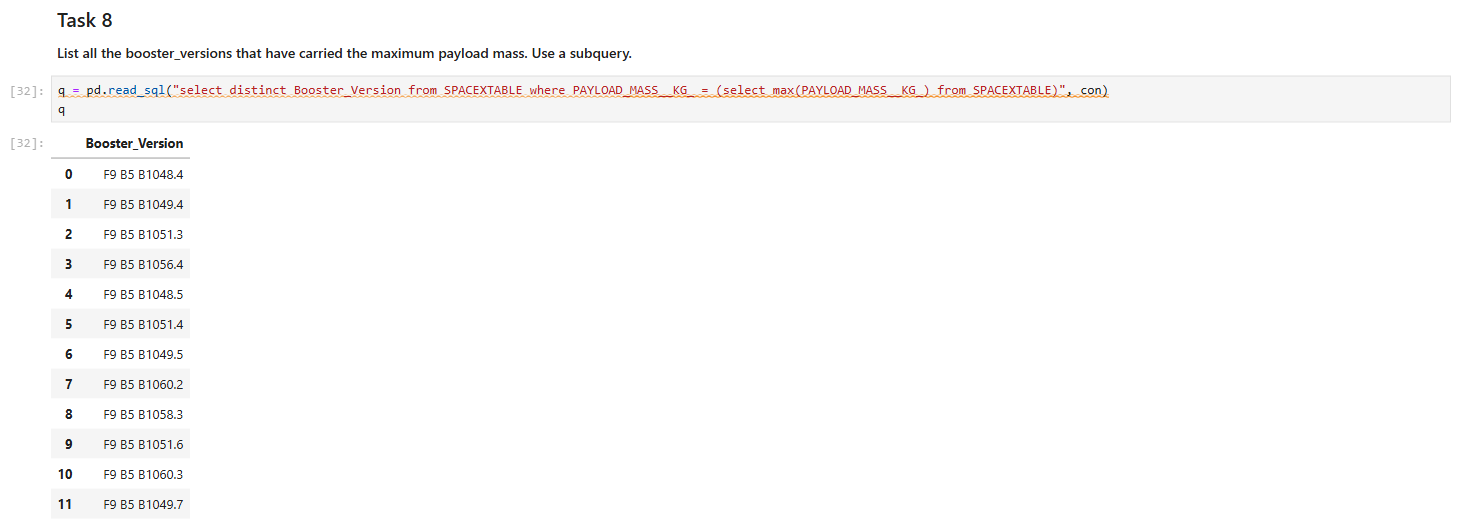 Task 8
List all the booster_versions that have carried the maximum payload mass. Use a subquery.
[32]: q = pd.read_sql("select distinct Booster_Version from SPACEXTABLE where PAYLOAD_MASS__KG_ = (select max(PAYLOAD_MASS__KG_) from SPACEXTABLE)", con)
q
[32]: Booster_Version
0 F9 B5 B1048.4
1 F9 B5 B1049.4
2 F9 B5 B1051.3
3 F9 B5 B1056.4
4 F9 B5 B1048.5
5 F9 B5 B1051.4
6 F9 B5 B1049.5
7 F9 B5 B1060.2
8 F9 B5 B1058.3
9 F9 B5 B1051.6
10 F9 B5 B1060.3
11 F9 B5 B1049.7